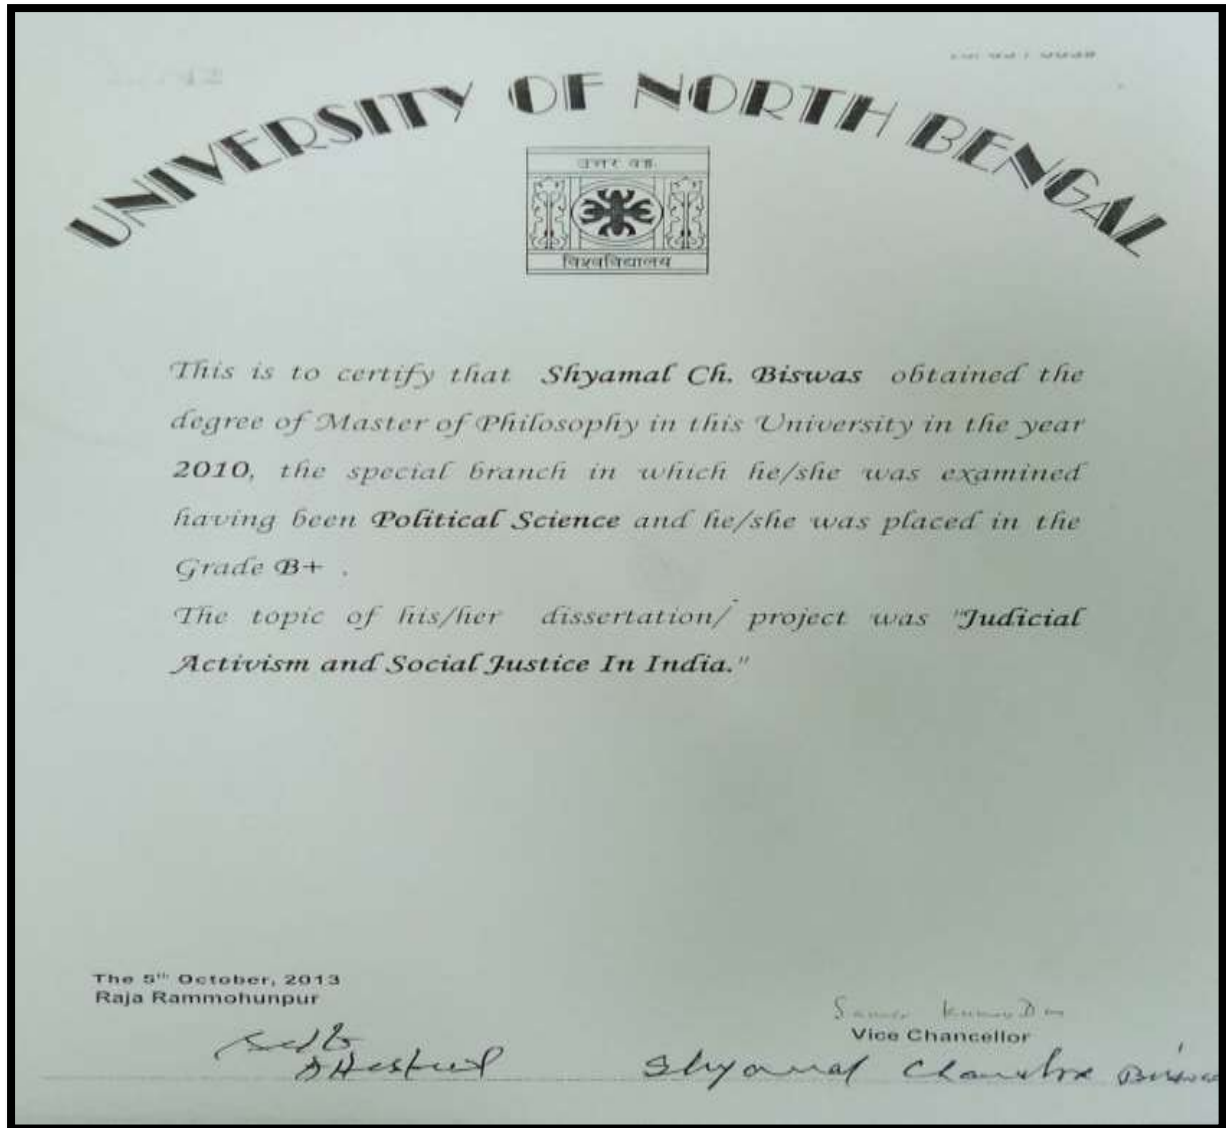 UNIVERSITY OF NORTH BENGAL
उत्तर वङ्ग
विश्वविद्यालय
This is to certify that Shyamal Ch. Biswas obtained the
degree of Master of Philosophy in this University in the year
2010, the special branch in which he/she was examined
having been Political Science and he/she was placed in the
Grade B+ .
The topic of his/her dissertation/ project was "Judicial
Activism and Social Justice In India."
The 5th October, 2013
Raja Rammohunpur
Vice Chancellor
Self
Attested
Shyamal Chandra Biswas